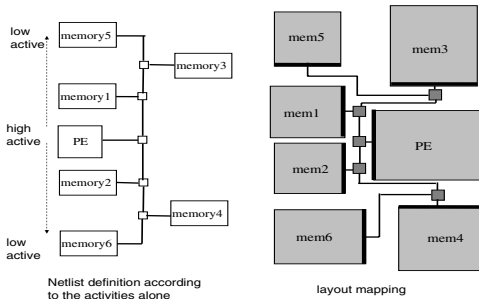 low
active
memory5
memory3
memory1
high
active
PE
memory2
memory4
low
active
memory6
Netlist definition according
to the activities alone
mem5
mem3
mem1
PE
mem2
mem6
mem4
layout mapping